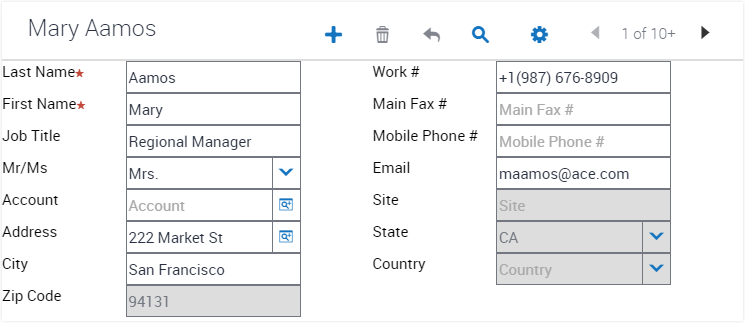 Mary Aamos
1 of 10+
Last Name★ Aamos Work # +1(987) 676-8909
First Name★ Mary Main Fax # Main Fax #
Job Title Regional Manager Mobile Phone # Mobile Phone #
Mr/Ms Mrs. Email maamos@ace.com
Account Account Site Site
Address 222 Market St State CA
City San Francisco Country Country
Zip Code 94131